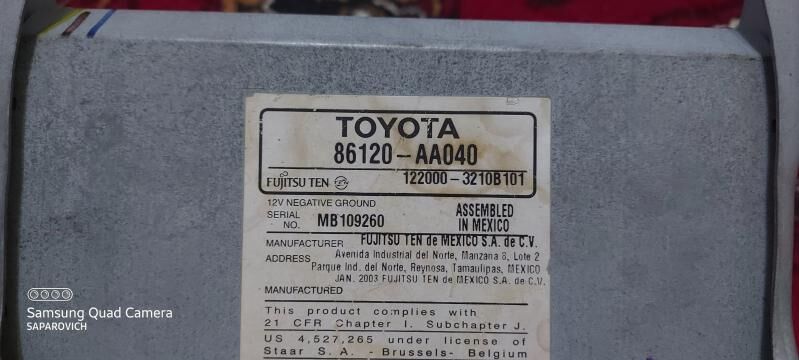 TOYOTA
86120-AA040
FUJITSU TEN 122000-3210B101
12V NEGATIVE GROUND
SERIAL NO. MB109260
ASSEMBLED IN MEXICO
MANUFACTURER FUJITSU TEN de MEXICO S.A. de C.V.
ADDRESS Avenida Industrial del Norte, Manzana 8, Lote 2
Parque Ind. del Norte, Reynosa, Tamaulipas, MEXICO
JAN. 2003 FUJITSU TEN de MEXICO S.A. de C.V.
MANUFACTURED
This product complies with
21 CFR Chapter I. Subchapter J.
US 4,527,265 under license of
Staar S.A. - Brussels- Belgium
Samsung Quad Camera
SAPAROVICH